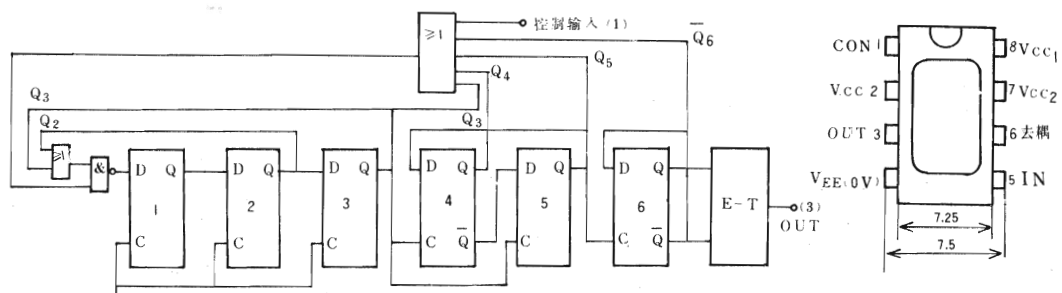 ≥1
控制输入 (1)
Q̅6
Q5
Q4
Q3
Q2
Q3
≥1
&
D Q
1
C
D Q
2
C
D Q
3
C
D Q
4
C Q̅
D Q
5
C
D Q
6
C Q̅
E-T
(3)
OUT
CON 1
8 VCC1
VCC 2
7 VCC2
OUT 3
6 去耦
VEE(0V)
5 IN
7.25
7.5